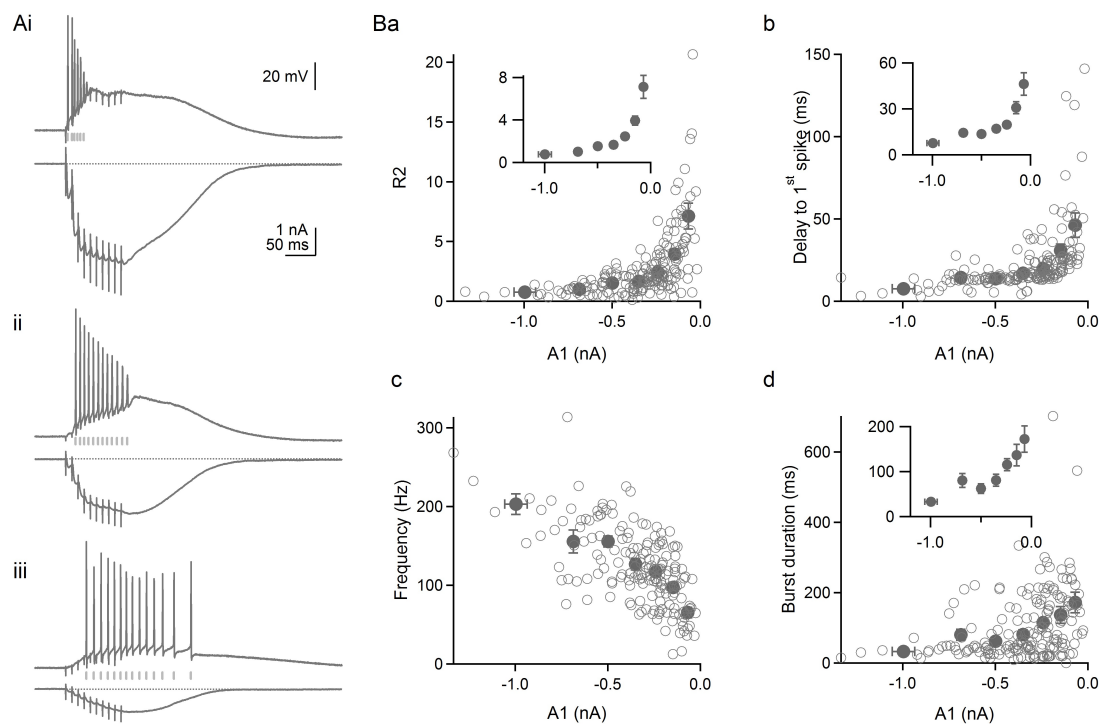 Ai
20 mV
1 nA
50 ms
ii
iii
Ba
R2
20
15
10
5
0
8
4
0
-1.0
0.0
-1.0
-0.5
0.0
A1 (nA)
b
Delay to 1st spike (ms)
150
100
50
0
60
30
0
-1.0
0.0
-1.0
-0.5
0.0
A1 (nA)
c
Frequency (Hz)
300
200
100
0
-1.0
-0.5
0.0
A1 (nA)
d
Burst duration (ms)
600
400
200
0
200
100
0
-1.0
0.0
-1.0
-0.5
0.0
A1 (nA)